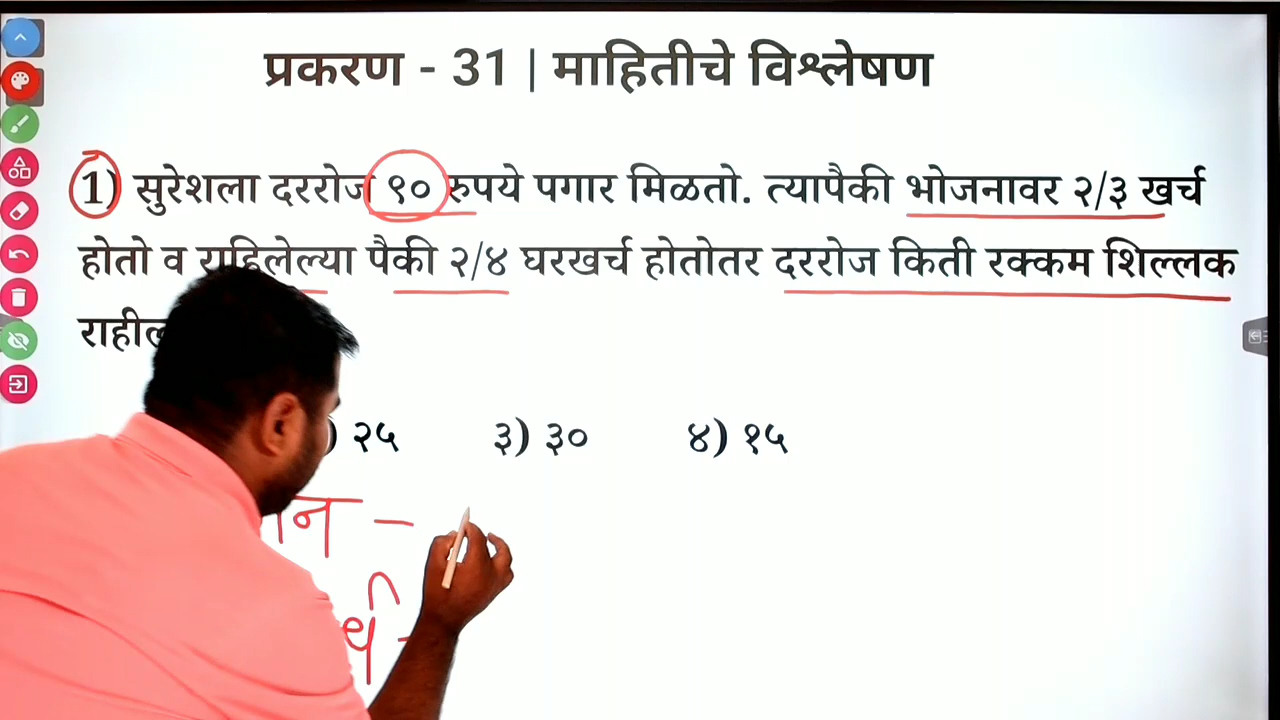 प्रकरण - 31 | माहितीचे विश्लेषण
1) सुरेशला दररोज ९० रुपये पगार मिळतो. त्यापैकी भोजनावर २/३ खर्च
होतो व राहिलेल्या पैकी २/४ घरखर्च होतोतर दररोज किती रक्कम शिल्लक
) २५ ३) ३० ४) १५